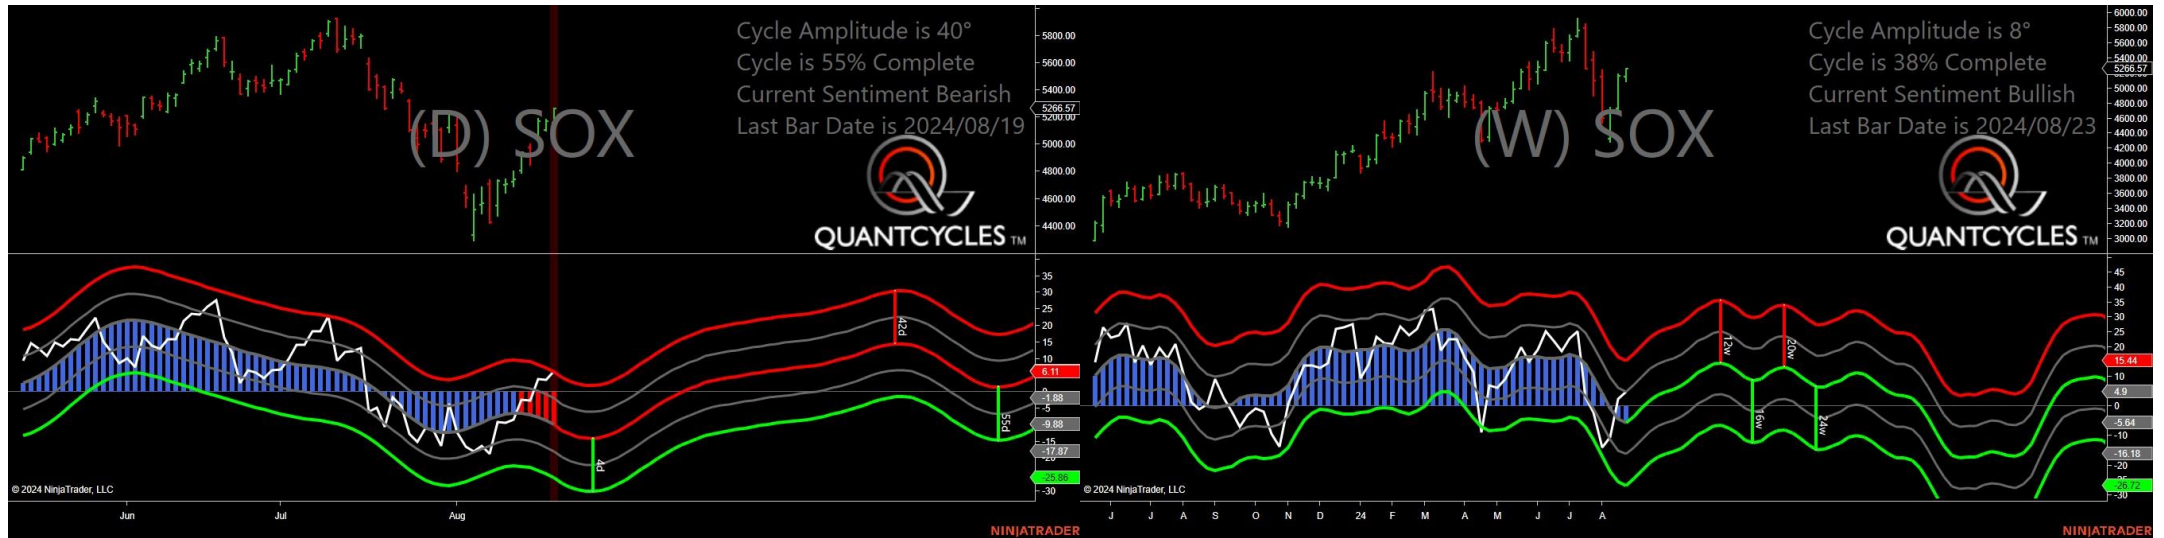 Cycle Amplitude is 40°
Cycle is 55% Complete
Current Sentiment Bearish
Last Bar Date is 2024/08/19
(D) SOX
QUANTCYCLES TM
5800.00
5600.00
5400.00
5266.57
5200.00
5000.00
4800.00
4600.00
4400.00
35
30
25
20
15
10
6.11
0
-1.88
-5
-9.88
-15
-17.87
-20
-25.86
-30
42d
55d
4d
© 2024 NinjaTrader, LLC
Jun Jul Aug
NINJATRADER
Cycle Amplitude is 8°
Cycle is 38% Complete
Current Sentiment Bullish
Last Bar Date is 2024/08/23
(W) SOX
QUANTCYCLES TM
6000.00
5800.00
5600.00
5400.00
5266.57
5000.00
4800.00
4600.00
4400.00
4200.00
4000.00
3800.00
3600.00
3400.00
3200.00
3000.00
45
40
35
30
25
20
15.44
10
4.9
0
-5.64
-10
-16.18
-20
-26.72
-30
12w
20w
16w
24w
© 2024 NinjaTrader, LLC
J J A S O N D 24 F M A M J J A
NINJATRADER